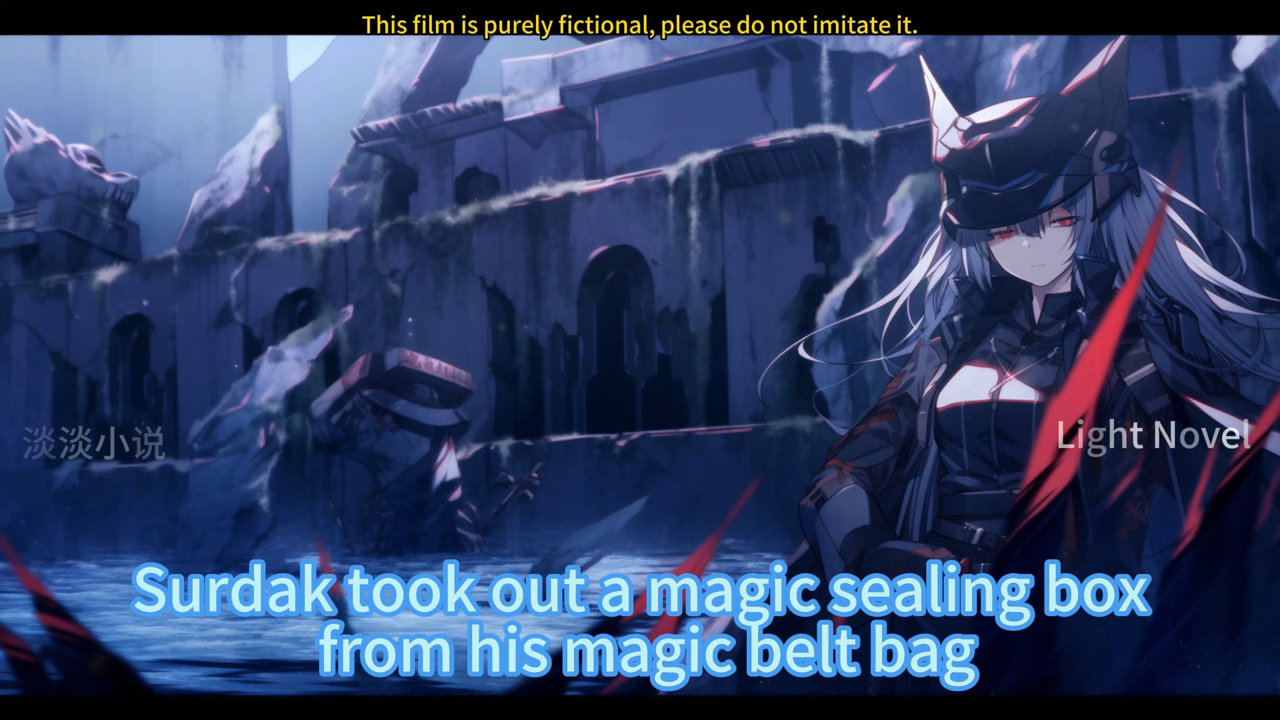 This film is purely fictional, please do not imitate it.
淡淡小说
Light Novel
Surdak took out a magic sealing box
from his magic belt bag